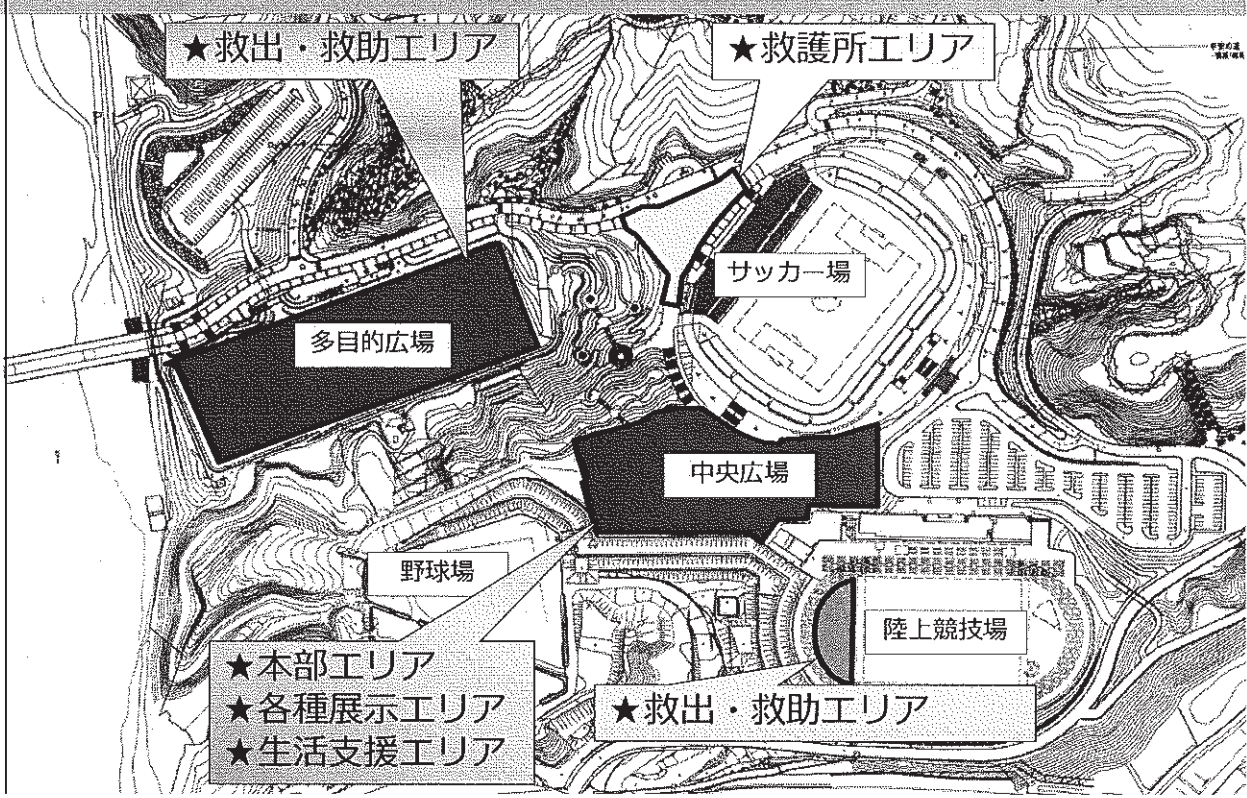 ★救出・救助エリア
★救護所エリア
サッカー場
多目的広場
中央広場
野球場
陸上競技場
★本部エリア
★各種展示エリア
★生活支援エリア
★救出・救助エリア